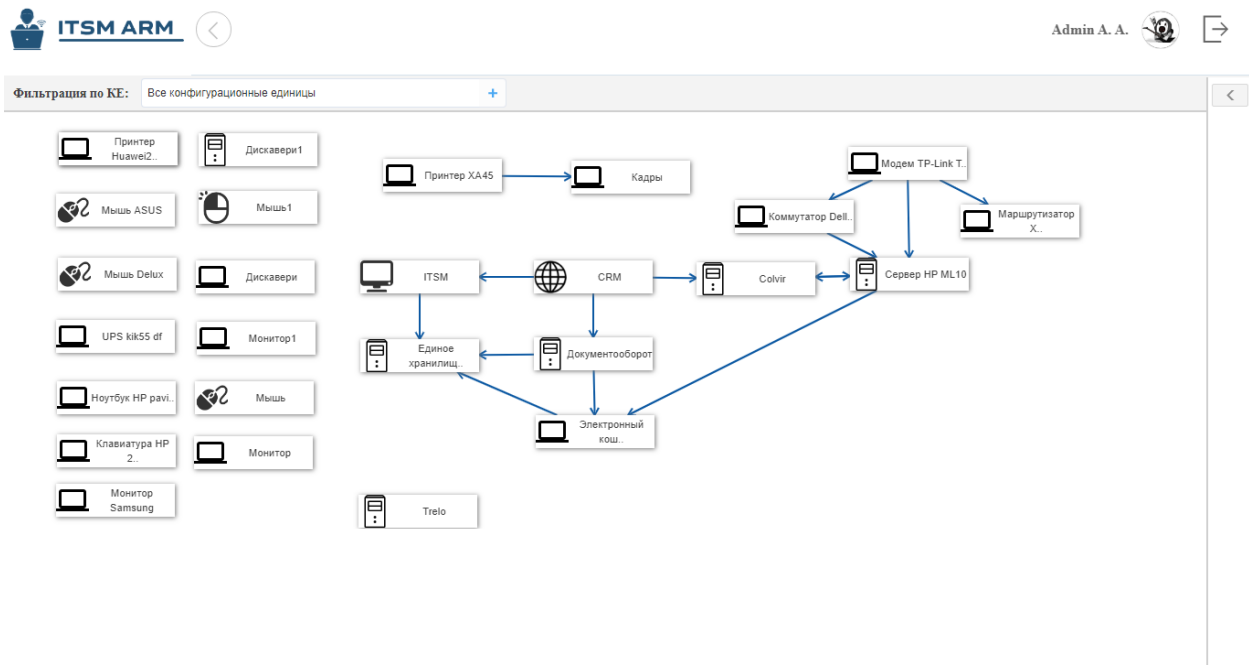 ITSM ARM
Admin A. A.
Фильтрация по КЕ:
Все конфигурационные единицы
+
Принтер
Huawei2..
Дискавери1
Мышь ASUS
Мышь1
Мышь Delux
Дискавери
UPS kik55 df
Монитор1
Ноутбук HP pavi..
Мышь
Клавиатура HP
2..
Монитор
Монитор
Samsung
Принтер XA45
Кадры
Модем TP-Link T..
Коммутатор Dell..
Маршрутизатор
X..
ITSM
CRM
Colvir
Сервер HP ML10
Единое
хранилищ..
Документооборот
Электронный
кош..
Trelo